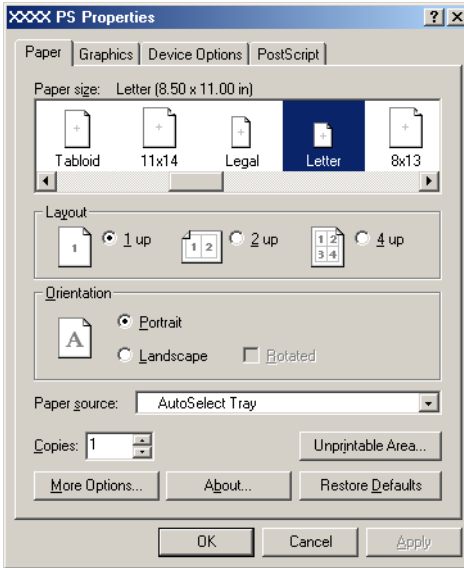 XXXX PS Properties
Paper Graphics Device Options PostScript
Paper size: Letter (8.50 x 11.00 in)
Tabloid 11x14 Legal Letter 8x13
Layout
1 1 up 1 2 2 up 1 2 3 4 4 up
Orientation
A Portrait
Landscape Rotated
Paper source: AutoSelect Tray
Copies: 1 Unprintable Area...
More Options... About... Restore Defaults
OK Cancel Apply